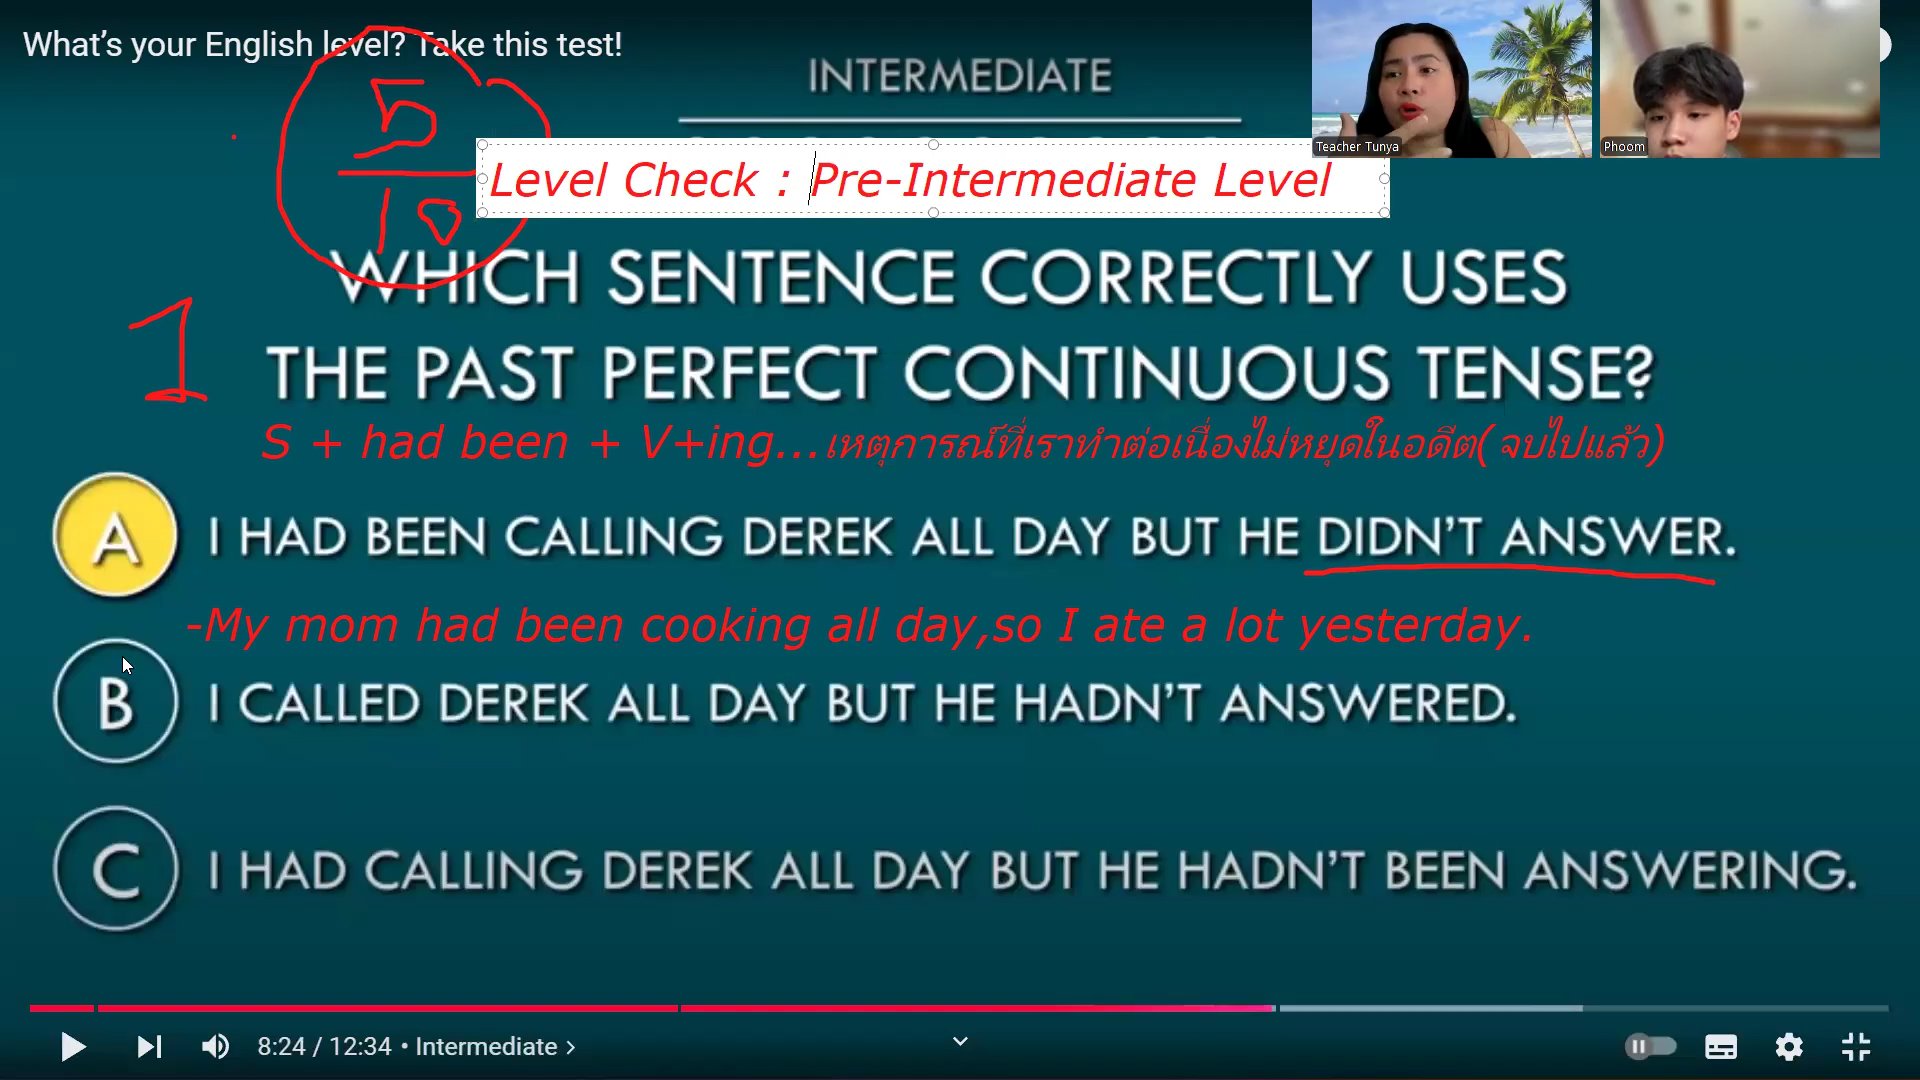 What's your English level? Take this test!
INTERMEDIATE
Teacher Tunya
Phoom
5
10
Level Check : Pre-Intermediate Level
1
WHICH SENTENCE CORRECTLY USES
THE PAST PERFECT CONTINUOUS TENSE?
S + had been + V+ing...เหตุการณ์ที่เราทำต่อเนื่องไม่หยุดในอดีต(จบไปแล้ว)
A I HAD BEEN CALLING DEREK ALL DAY BUT HE DIDN'T ANSWER.
-My mom had been cooking all day,so I ate a lot yesterday.
B I CALLED DEREK ALL DAY BUT HE HADN'T ANSWERED.
C I HAD CALLING DEREK ALL DAY BUT HE HADN'T BEEN ANSWERING.
8:24 / 12:34 • Intermediate >